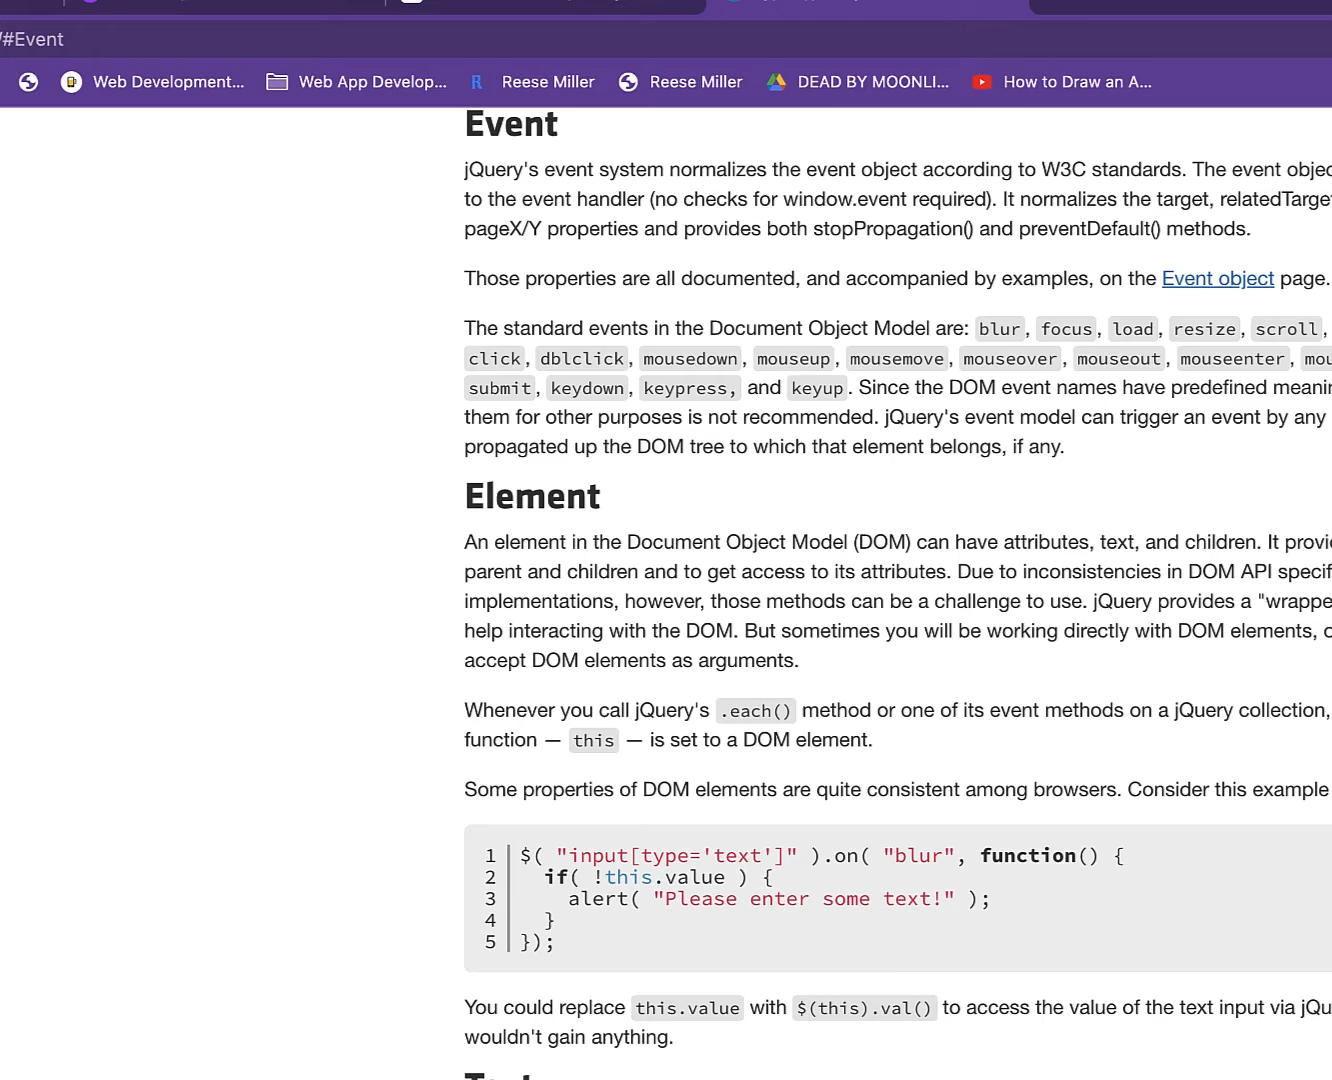 /#Event
Web Development...
Web App Develop...
R Reese Miller
Reese Miller
DEAD BY MOONLI...
How to Draw an A...
Event
jQuery's event system normalizes the event object according to W3C standards. The event objec
to the event handler (no checks for window.event required). It normalizes the target, relatedTarge
pageX/Y properties and provides both stopPropagation() and preventDefault() methods.
Those properties are all documented, and accompanied by examples, on the Event object page.
The standard events in the Document Object Model are: blur, focus, load, resize, scroll,
click, dblclick, mousedown, mouseup, mousemove, mouseover, mouseout, mouseenter, mou
submit, keydown, keypress, and keyup. Since the DOM event names have predefined meani
them for other purposes is not recommended. jQuery's event model can trigger an event by any
propagated up the DOM tree to which that element belongs, if any.
Element
An element in the Document Object Model (DOM) can have attributes, text, and children. It provi
parent and children and to get access to its attributes. Due to inconsistencies in DOM API specif
implementations, however, those methods can be a challenge to use. jQuery provides a "wrappe
help interacting with the DOM. But sometimes you will be working directly with DOM elements, o
accept DOM elements as arguments.
Whenever you call jQuery's .each() method or one of its event methods on a jQuery collection,
function — this — is set to a DOM element.
Some properties of DOM elements are quite consistent among browsers. Consider this example
1 $( "input[type='text']" ).on( "blur", function() {
2   if( !this.value ) {
3     alert( "Please enter some text!" );
4   }
5 });
You could replace this.value with $(this).val() to access the value of the text input via jQu
wouldn't gain anything.